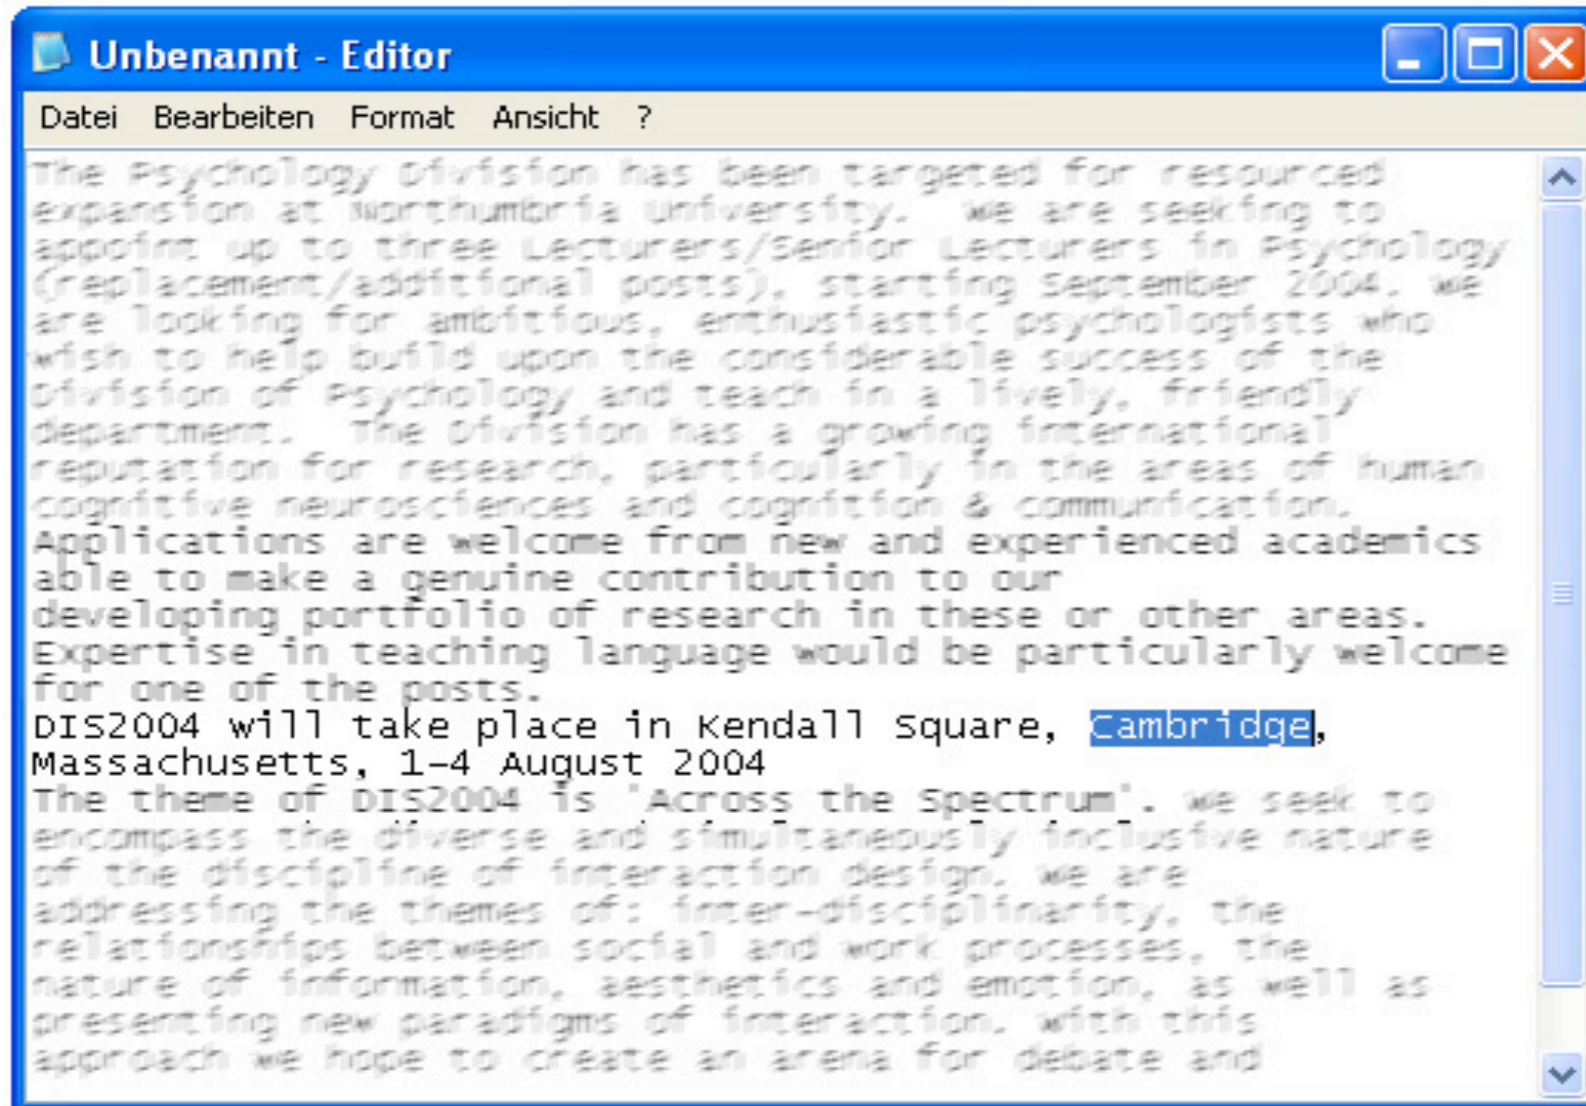 Unbenannt - Editor
Datei Bearbeiten Format Ansicht ?
The Psychology Division has been targeted for resourced
expansion at Northumbria University. We are seeking to
appoint up to three Lecturers/Senior Lecturers in Psychology
(replacement/additional posts), starting September 2004. We
are looking for ambitious, enthusiastic psychologists who
wish to help build upon the considerable success of the
Division of Psychology and teach in a lively, friendly
department. The Division has a growing international
reputation for research, particularly in the areas of human
cognitive neurosciences and cognition & communication.
Applications are welcome from new and experienced academics
able to make a genuine contribution to our
developing portfolio of research in these or other areas.
Expertise in teaching language would be particularly welcome
for one of the posts.
DIS2004 will take place in Kendall Square, Cambridge,
Massachusetts, 1-4 August 2004
The theme of DIS2004 is 'Across the Spectrum'. We seek to
encompass the diverse and simultaneously inclusive nature
of the discipline of interaction design. We are
addressing the themes of: inter-disciplinarity, the
relationships between social and work processes, the
nature of information, aesthetics and emotion, as well as
presenting new paradigms of interaction. With this
approach we hope to create an arena for debate and